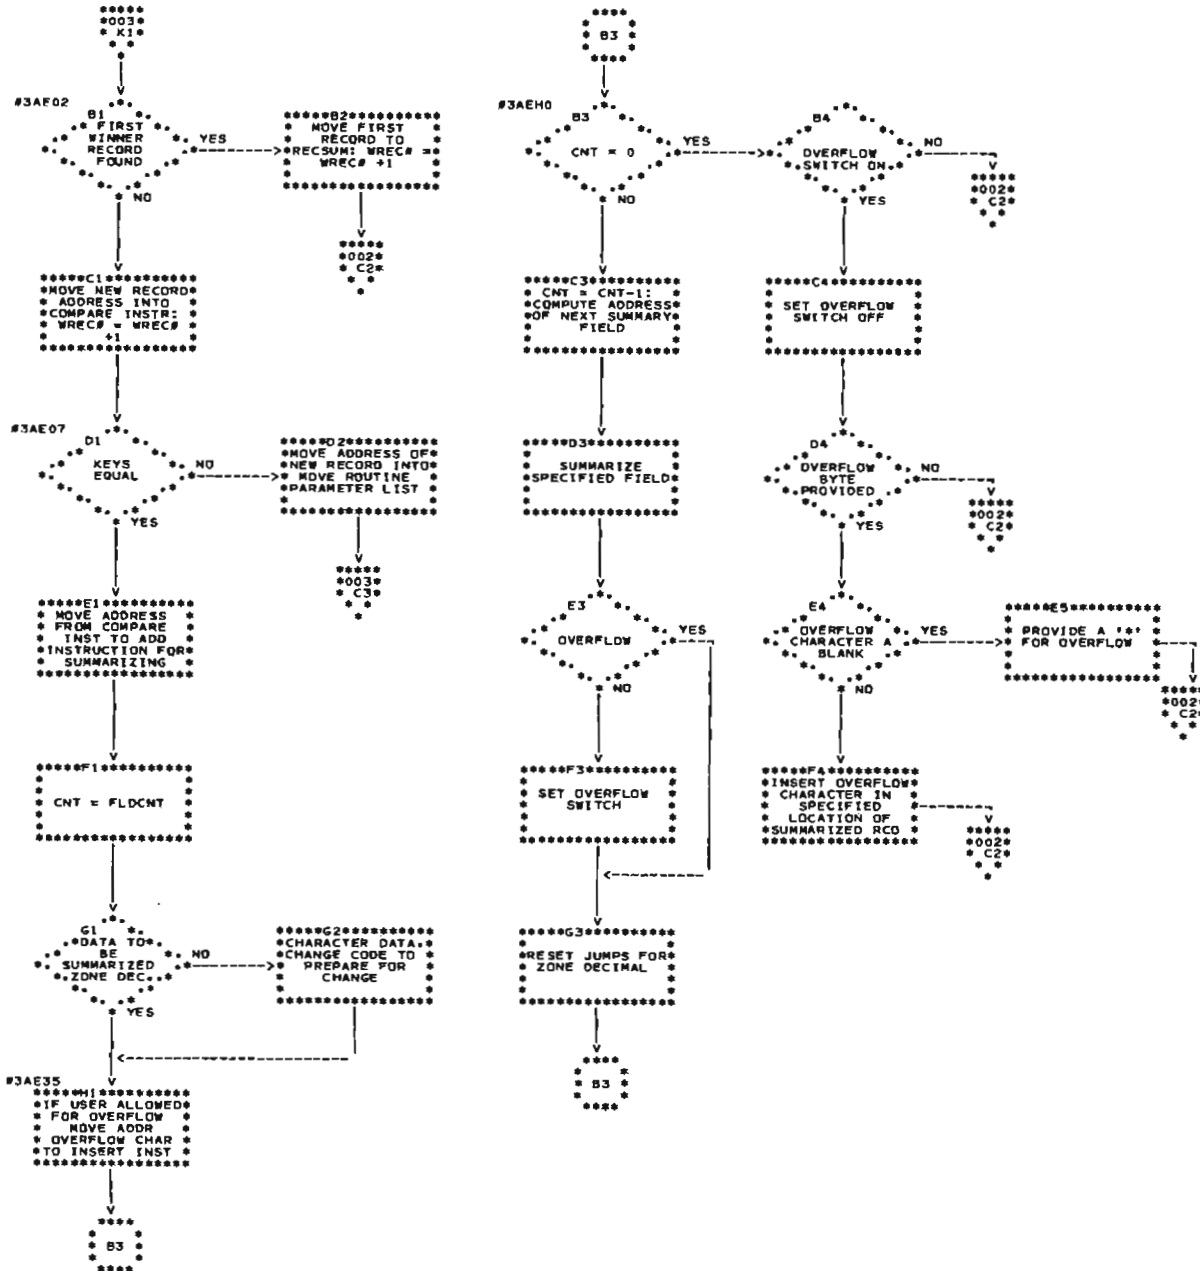 003
K1
#3AE02
B1
FIRST
WINNER
RECORD
FOUND
YES
NO
B2
MOVE FIRST
RECORD TO
RECSUM: WREC# =
WREC# +1
002
C2
C1
MOVE NEW RECORD
ADDRESS INTO
COMPARE INSTR:
WREC# = WREC#
+1
#3AE07
D1
KEYS
EQUAL
NO
YES
D2
MOVE ADDRESS OF
NEW RECORD INTO
MOVE ROUTINE
PARAMETER LIST
003
C3
E1
MOVE ADDRESS
FROM COMPARE
INST TO ADD
INSTRUCTION FOR
SUMMARIZING
F1
CNT = FLDCNT
G1
DATA TO
BE
SUMMARIZED
ZONE DEC.
NO
YES
G2
CHARACTER DATA.
CHANGE CODE TO
PREPARE FOR
CHANGE
#3AE35
H1
IF USER ALLOWED
FOR OVERFLOW
MOVE ADDR
OVERFLOW CHAR
TO INSERT INST
B3
B3
#3AEH0
B3
CNT = 0
YES
NO
C3
CNT = CNT-1:
COMPUTE ADDRESS
OF NEXT SUMMARY
FIELD
D3
SUMMARIZE
SPECIFIED FIELD
E3
OVERFLOW
YES
NO
F3
SET OVERFLOW
SWITCH
G3
RESET JUMPS FOR
ZONE DECIMAL
B3
B4
OVERFLOW
SWITCH ON
NO
YES
002
C2
C4
SET OVERFLOW
SWITCH OFF
D4
OVERFLOW
BYTE
PROVIDED
NO
YES
002
C2
E4
OVERFLOW
CHARACTER A
BLANK
YES
NO
E5
PROVIDE A '*'
FOR OVERFLOW
002
C2
F4
INSERT OVERFLOW
CHARACTER IN
SPECIFIED
LOCATION OF
SUMMARIZED RCD
002
C2